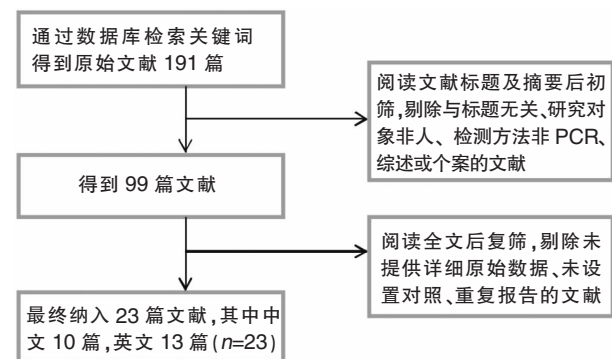 通过数据库检索关键词
得到原始文献 191 篇
阅读文献标题及摘要后初
筛,剔除与标题无关、研究对
象非人、检测方法非 PCR、
综述或个案的文献
得到 99 篇文献
阅读全文后复筛,剔除未
提供详细原始数据、未设
置对照、重复报告的文献
最终纳入 23 篇文献,其中中
文 10 篇,英文 13 篇(n=23)